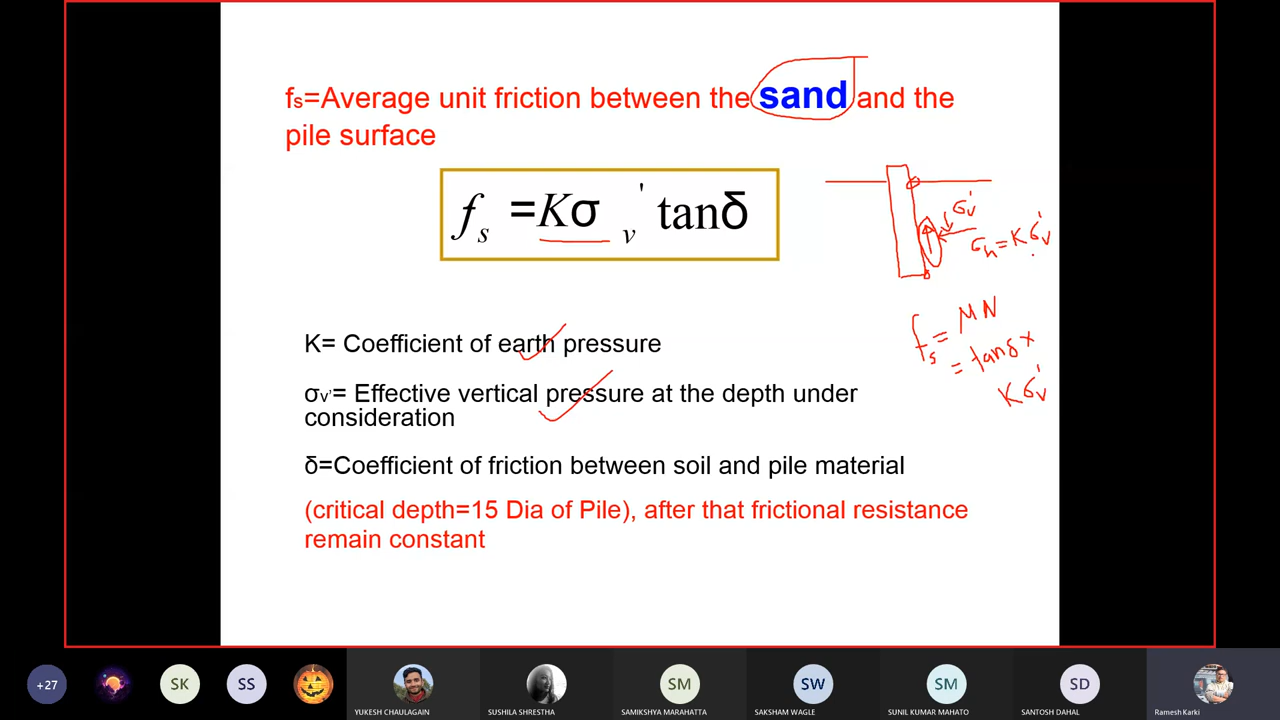 fs=Average unit friction between the sand and the
pile surface
fs =Kσv' tanδ
σv'
σh = Kσv'
fs = μN
= tanδ x
Kσv'
K= Coefficient of earth pressure
σv'= Effective vertical pressure at the depth under
consideration
δ=Coefficient of friction between soil and pile material
(critical depth=15 Dia of Pile), after that frictional resistance
remain constant
+27
SK
SS
SM
SW
SM
SD
YUKESH CHAULAGAIN
SUSHILA SHRESTHA
SAMIKSHYA MARAHATTA
SAKSHAM WAGLE
SUNIL KUMAR MAHATO
SANTOSH DAHAL
Ramesh Karki